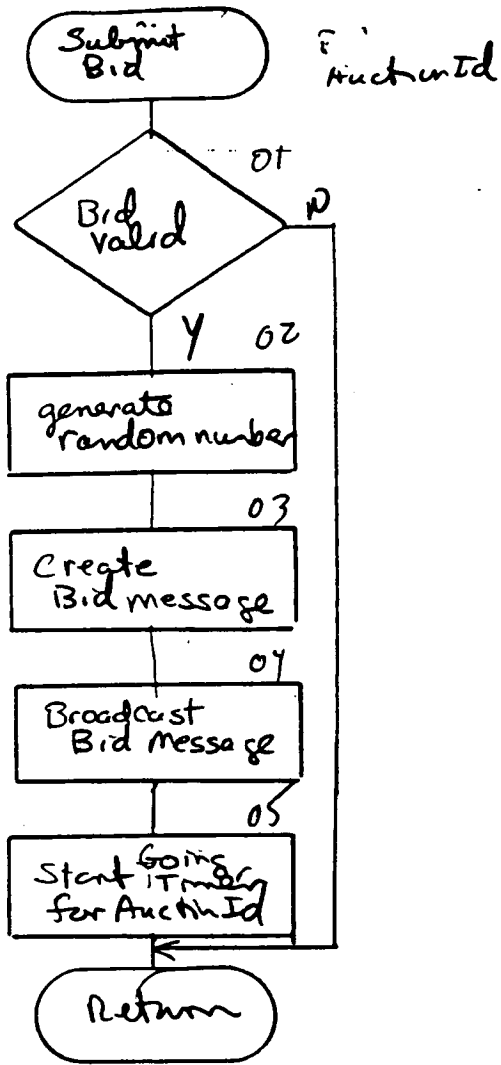 Submit
Bid
AuctionId
01
Bid
valid
N
Y
02
generate
random number
03
Create
Bid message
04
Broadcast
Bid Message
05
Going
Start Timer
for AuctinId
Return